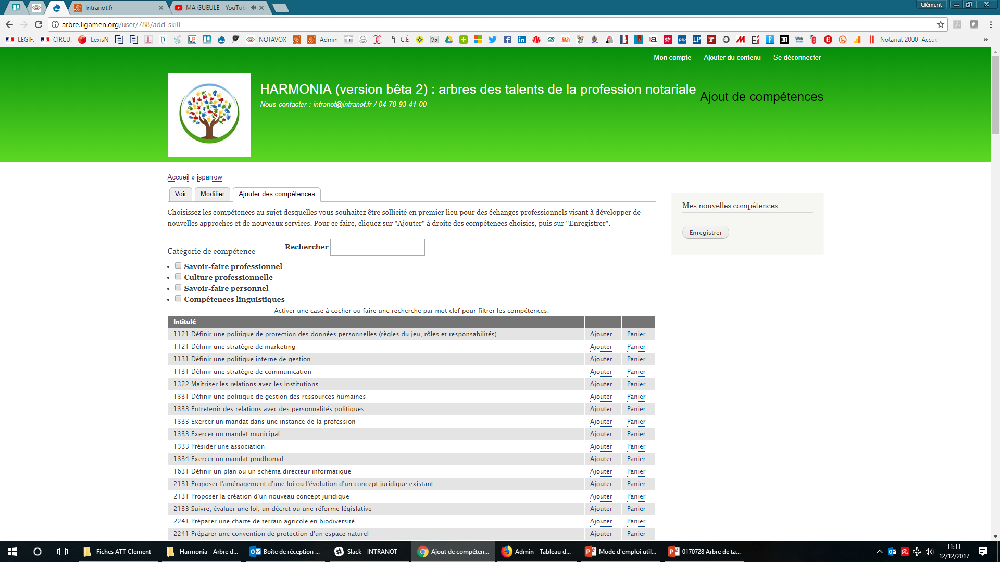 Intranot.fr
MA GUEULE - YouTub
Clément
arbre.ligamen.org/user/788/add_skill
LEGIF.
CIRCU.
LexisN
NOTAVOX
Admin
C.É
Notariat 2000
Accue
»
Mon compte
Ajouter du contenu
Se déconnecter
HARMONIA (version bêta 2) : arbres des talents de la profession notariale
Nous contacter : intranot@intranot.fr / 04 78 93 41 00
Ajout de compétences
Accueil » jsparrow
Voir
Modifier
Ajouter des compétences
Choisissez les compétences au sujet desquelles vous souhaitez être sollicité en premier lieu pour des échanges professionnels visant à développer de
nouvelles approches et de nouveaux services. Pour ce faire, cliquez sur "Ajouter" à droite des compétences choisies, puis sur "Enregistrer".
Mes nouvelles compétences
Enregistrer
Catégorie de compétence
Rechercher
Savoir-faire professionnel
Culture professionnelle
Savoir-faire personnel
Compétences linguistiques
Activer une case à cocher ou faire une recherche par mot clef pour filtrer les compétences.
Intitulé
1121 Définir une politique de protection des données personnelles (règles du jeu, rôles et responsabilités) Ajouter Panier
1121 Définir une stratégie de marketing Ajouter Panier
1131 Définir une politique interne de gestion Ajouter Panier
1131 Définir une stratégie de communication Ajouter Panier
1322 Maîtriser les relations avec les institutions Ajouter Panier
1331 Définir une politique de gestion des ressources humaines Ajouter Panier
1333 Entretenir des relations avec des personnalités politiques Ajouter Panier
1333 Exercer un mandat dans une instance de la profession Ajouter Panier
1333 Exercer un mandat municipal Ajouter Panier
1333 Présider une association Ajouter Panier
1334 Exercer un mandat prudhomal Ajouter Panier
1631 Définir un plan ou un schéma directeur informatique Ajouter Panier
2131 Proposer l'aménagement d'une loi ou l'évolution d'un concept juridique existant Ajouter Panier
2131 Proposer la création d'un nouveau concept juridique Ajouter Panier
2133 Suivre, évaluer une loi, un décret ou une réforme législative Ajouter Panier
2241 Préparer une charte de terrain agricole en biodiversité Ajouter Panier
2241 Préparer une convention de protection d'un espace naturel Ajouter Panier
Fiches ATT Clement
Harmonia - Arbre d...
Boîte de réception ...
Slack - INTRANOT
Ajout de compéten...
Admin - Tableau d...
Mode d'emploi util...
0170728 Arbre de ta...
11:11
12/12/2017